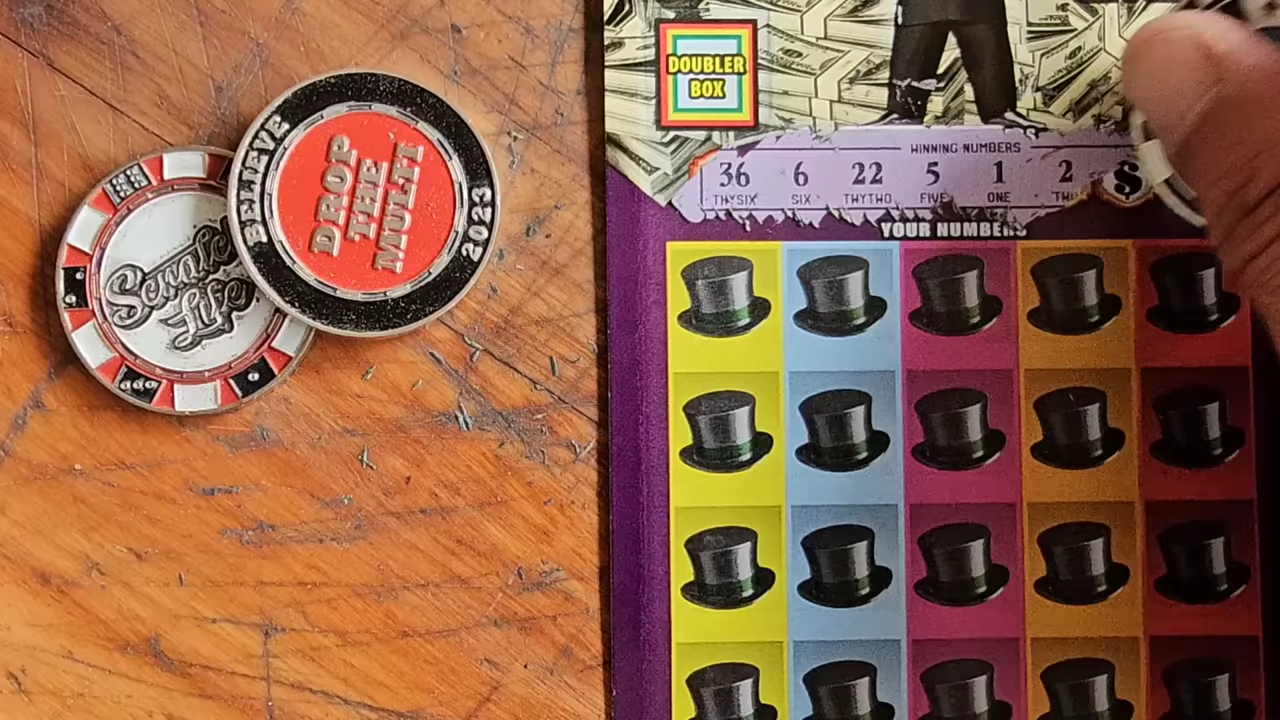 BELIEVE
DROP
THE
MULTI
2023
Scratch
Life
DOUBLER
BOX
WINNING NUMBERS
36 6 22 5 1 2
THYSIX SIX TWYTWO FIVE ONE
YOUR NUMBERS
$